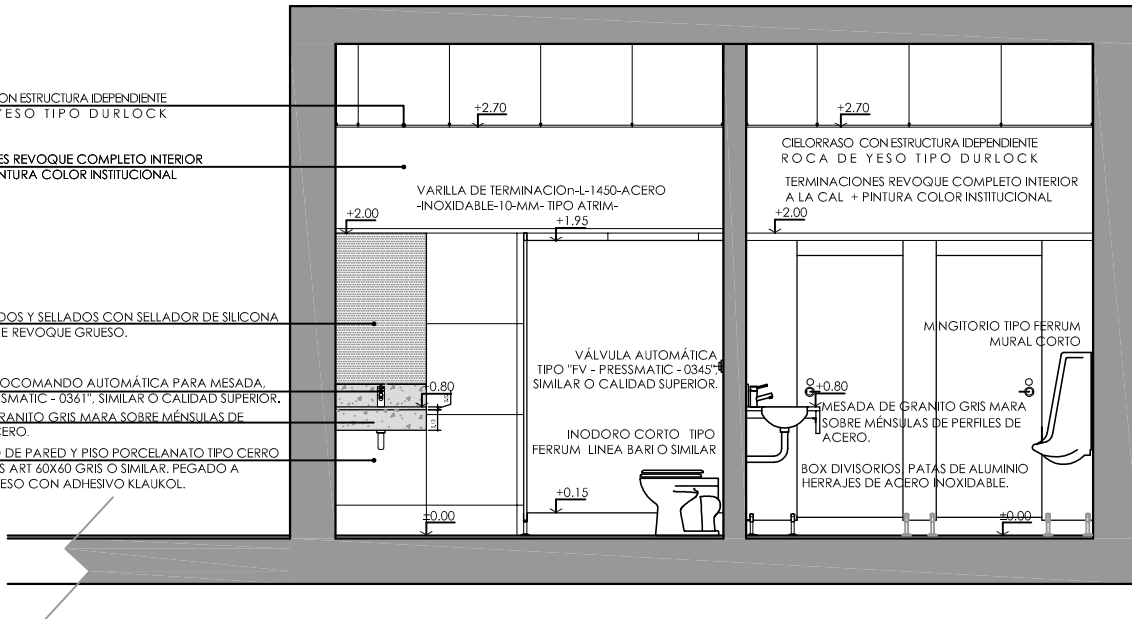 ON ESTRUCTURA IDEPENDIENTE
YESO TIPO DURLOCK
ES REVOQUE COMPLETO INTERIOR
NTURA COLOR INSTITUCIONAL
DOS Y SELLADOS CON SELLADOR DE SILICONA
E REVOQUE GRUESO.
OCOMANDO AUTOMÁTICA PARA MESADA,
SMATIC - 0361", SIMILAR O CALIDAD SUPERIOR.
RANITO GRIS MARA SOBRE MÉNSULAS DE
CERO.
O DE PARED Y PISO PORCELANATO TIPO CERRO
S ART 60X60 GRIS O SIMILAR. PEGADO A
ESO CON ADHESIVO KLAUKOL.
+2.70
VARILLA DE TERMINACIOn-L-1450-ACERO
-INOXIDABLE-10-MM- TIPO ATRIM-
+2.00
+1.95
VÁLVULA AUTOMÁTICA
TIPO "FV - PRESSMATIC - 0345",
SIMILAR O CALIDAD SUPERIOR.
+0.80
INODORO CORTO TIPO
FERRUM LINEA BARI O SIMILAR
+0.15
±0.00
+2.70
CIELORRASO CON ESTRUCTURA IDEPENDIENTE
ROCA DE YESO TIPO DURLOCK
TERMINACIONES REVOQUE COMPLETO INTERIOR
A LA CAL + PINTURA COLOR INSTITUCIONAL
+2.00
MINGITORIO TIPO FERRUM
MURAL CORTO
+0.80
MESADA DE GRANITO GRIS MARA
SOBRE MÉNSULAS DE PERFILES DE
ACERO.
BOX DIVISORIOS, PATAS DE ALUMINIO
HERRAJES DE ACERO INOXIDABLE.
±0.00